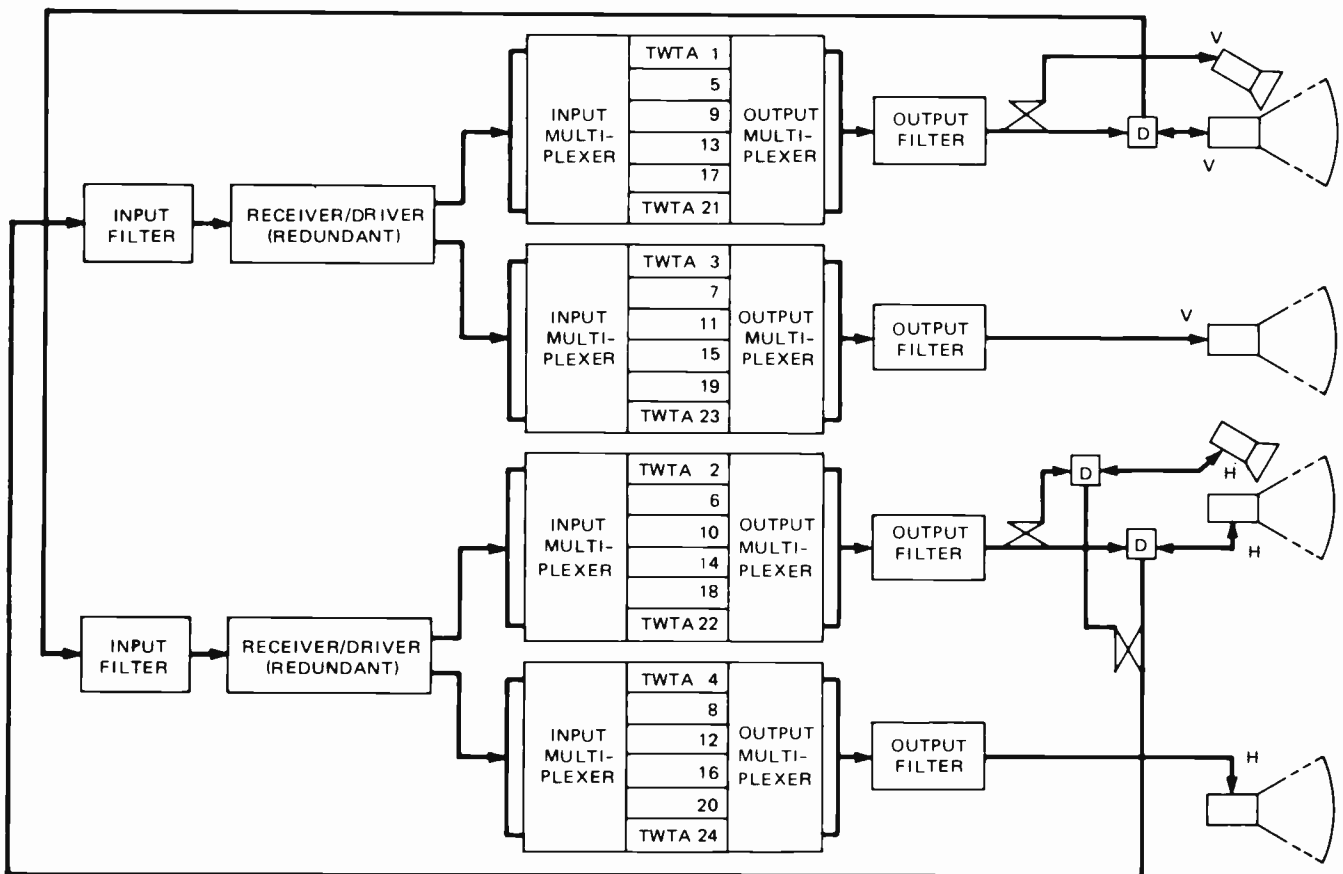 INPUT
FILTER
RECEIVER/DRIVER
(REDUNDANT)
INPUT
MULTI-
PLEXER
TWTA 1
5
9
13
17
TWTA 21
OUTPUT
MULTI-
PLEXER
OUTPUT
FILTER
V
D
V
INPUT
MULTI-
PLEXER
TWTA 3
7
11
15
19
TWTA 23
OUTPUT
MULTI-
PLEXER
OUTPUT
FILTER
V
INPUT
FILTER
RECEIVER/DRIVER
(REDUNDANT)
INPUT
MULTI-
PLEXER
TWTA 2
6
10
14
18
TWTA 22
OUTPUT
MULTI-
PLEXER
OUTPUT
FILTER
D
H
D
H
INPUT
MULTI-
PLEXER
TWTA 4
8
12
16
20
TWTA 24
OUTPUT
MULTI-
PLEXER
OUTPUT
FILTER
H